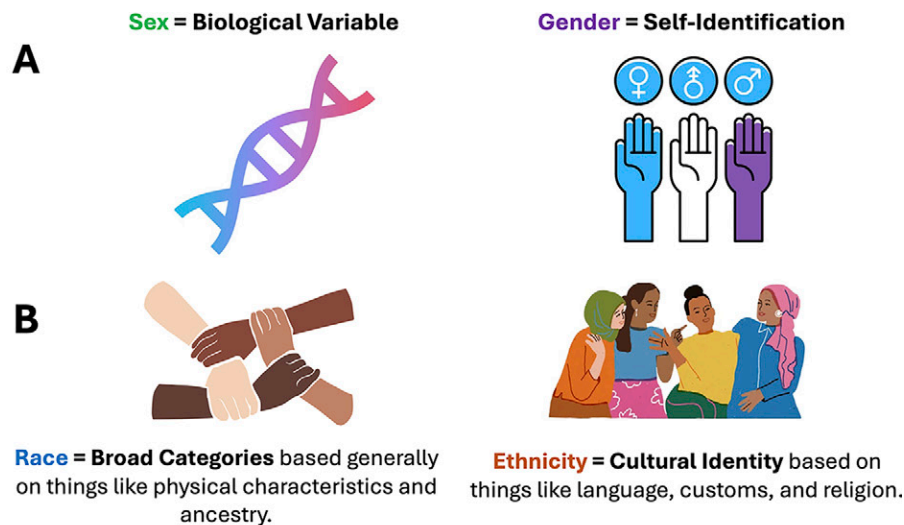 Sex = Biological Variable
Gender = Self-Identification
A
B
Race = Broad Categories based generally
on things like physical characteristics and
ancestry.
Ethnicity = Cultural Identity based on
things like language, customs, and religion.